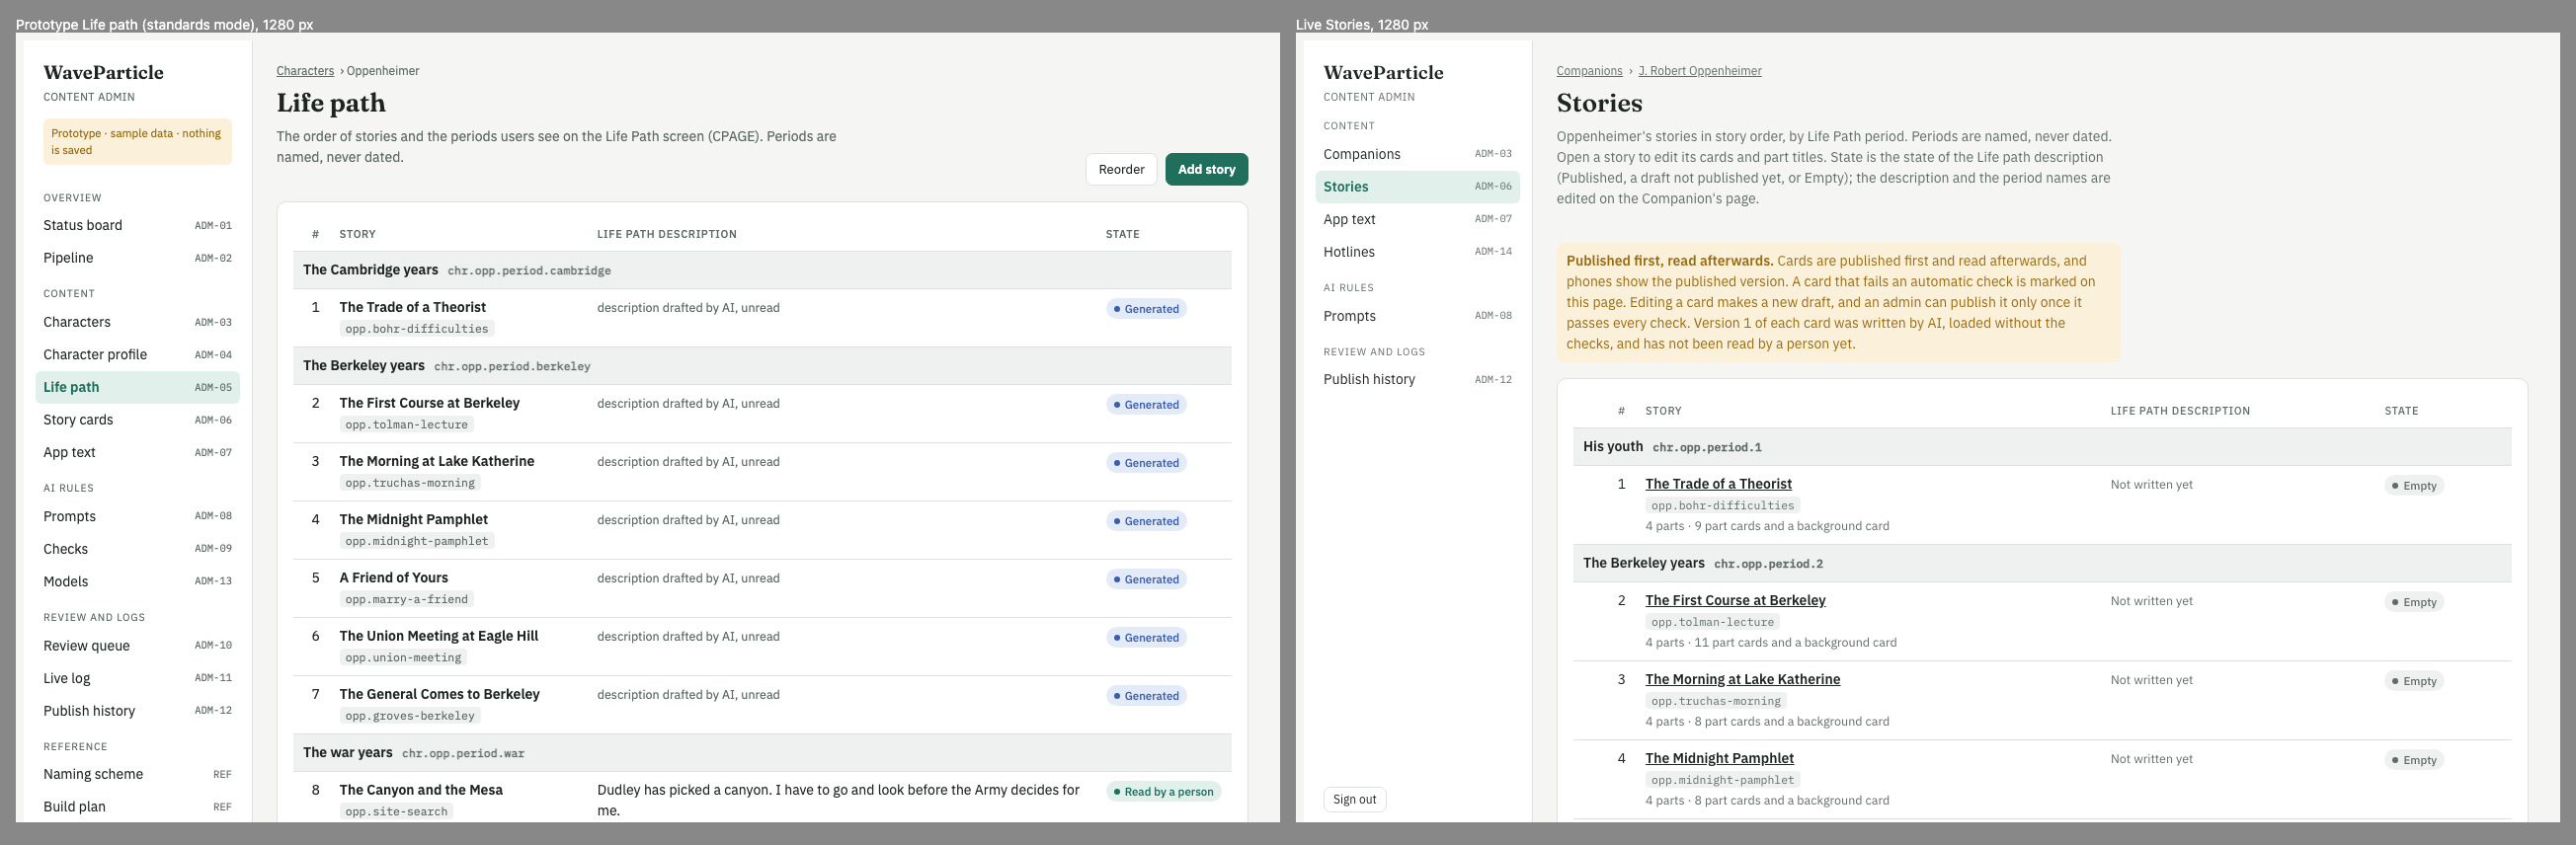 Prototype Life path (standards mode), 1280 px
WaveParticle
CONTENT ADMIN
Prototype · sample data · nothing
is saved
OVERVIEW
Status board ADM-01
Pipeline ADM-02
CONTENT
Characters ADM-03
Character profile ADM-04
Life path ADM-05
Story cards ADM-06
App text ADM-07
AI RULES
Prompts ADM-08
Checks ADM-09
Models ADM-13
REVIEW AND LOGS
Review queue ADM-10
Live log ADM-11
Publish history ADM-12
REFERENCE
Naming scheme REF
Build plan REF
Characters › Oppenheimer
Life path
The order of stories and the periods users see on the Life Path screen (CPAGE). Periods are
named, never dated.
Reorder Add story
# STORY LIFE PATH DESCRIPTION STATE
The Cambridge years chr.opp.period.cambridge
1 The Trade of a Theorist description drafted by AI, unread Generated
opp.bohr-difficulties
The Berkeley years chr.opp.period.berkeley
2 The First Course at Berkeley description drafted by AI, unread Generated
opp.tolman-lecture
3 The Morning at Lake Katherine description drafted by AI, unread Generated
opp.truchas-morning
4 The Midnight Pamphlet description drafted by AI, unread Generated
opp.midnight-pamphlet
5 A Friend of Yours description drafted by AI, unread Generated
opp.marry-a-friend
6 The Union Meeting at Eagle Hill description drafted by AI, unread Generated
opp.union-meeting
7 The General Comes to Berkeley description drafted by AI, unread Generated
opp.groves-berkeley
The war years chr.opp.period.war
8 The Canyon and the Mesa Dudley has picked a canyon. I have to go and look before the Army decides for Read by a person
opp.site-search me.
Live Stories, 1280 px
WaveParticle
CONTENT ADMIN
CONTENT
Companions ADM-03
Stories ADM-06
App text ADM-07
Hotlines ADM-14
AI RULES
Prompts ADM-08
REVIEW AND LOGS
Publish history ADM-12
Sign out
Companions › J. Robert Oppenheimer
Stories
Oppenheimer's stories in story order, by Life Path period. Periods are named, never dated.
Open a story to edit its cards and part titles. State is the state of the Life path description
(Published, a draft not published yet, or Empty); the description and the period names are
edited on the Companion's page.
Published first, read afterwards. Cards are published first and read afterwards, and
phones show the published version. A card that fails an automatic check is marked on
this page. Editing a card makes a new draft, and an admin can publish it only once it
passes every check. Version 1 of each card was written by AI, loaded without the
checks, and has not been read by a person yet.
# STORY LIFE PATH DESCRIPTION STATE
His youth chr.opp.period.1
1 The Trade of a Theorist Not written yet Empty
opp.bohr-difficulties
4 parts · 9 part cards and a background card
The Berkeley years chr.opp.period.2
2 The First Course at Berkeley Not written yet Empty
opp.tolman-lecture
4 parts · 11 part cards and a background card
3 The Morning at Lake Katherine Not written yet Empty
opp.truchas-morning
4 parts · 8 part cards and a background card
4 The Midnight Pamphlet Not written yet Empty
opp.midnight-pamphlet
4 parts · 8 part cards and a background card